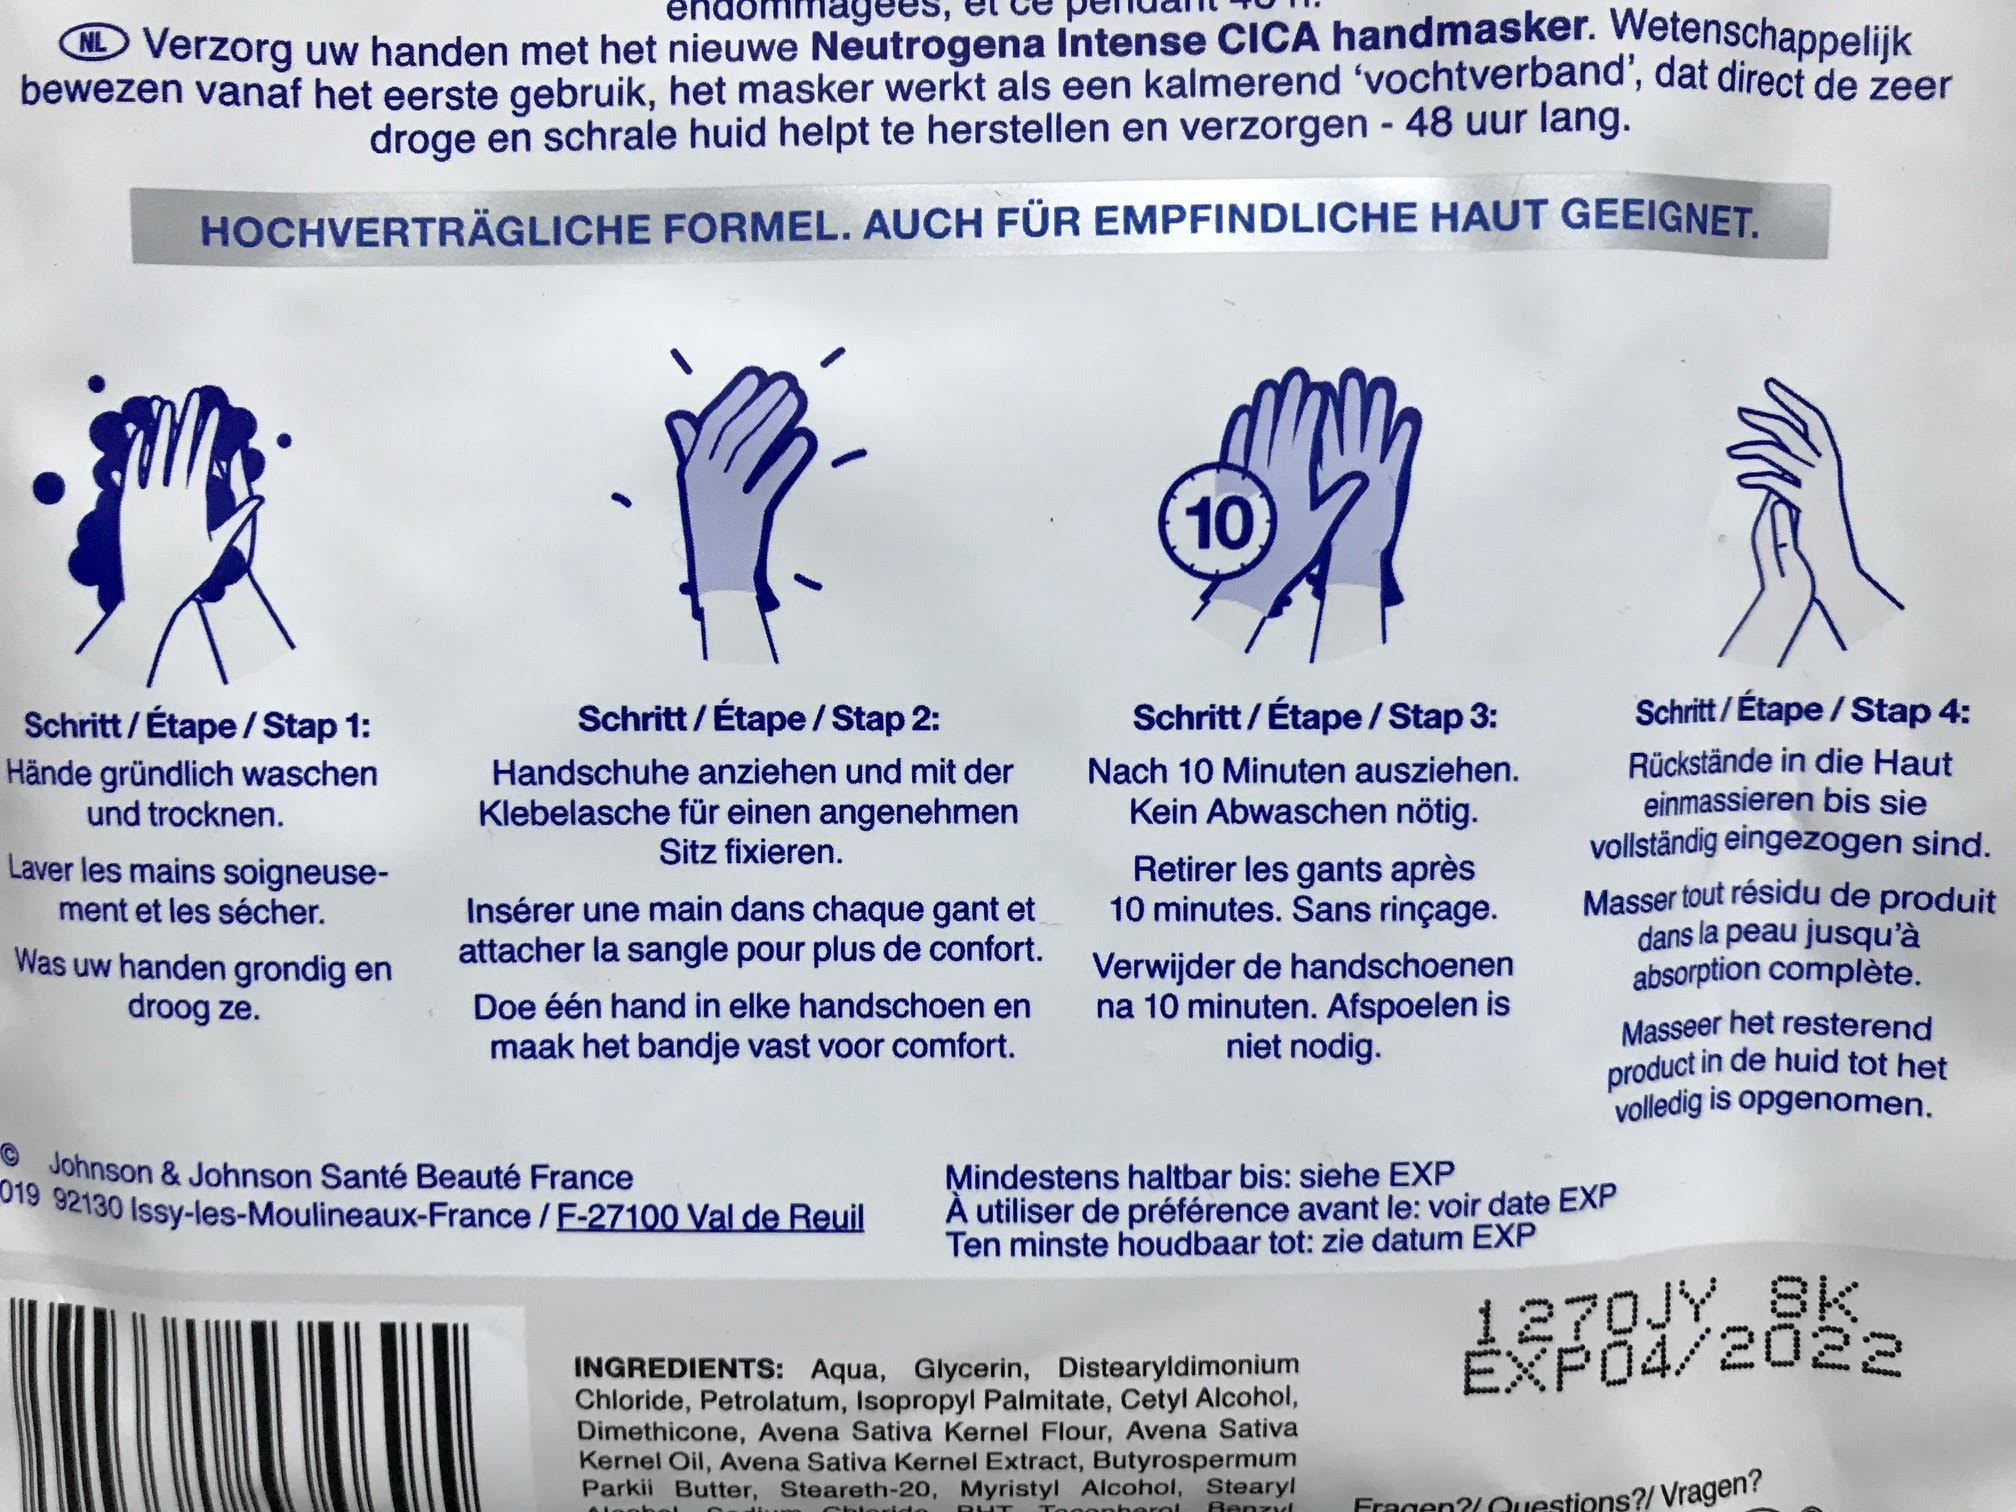 endommagées, et ce pendant 48 h.
NL Verzorg uw handen met het nieuwe Neutrogena Intense CICA handmasker. Wetenschappelijk
bewezen vanaf het eerste gebruik, het masker werkt als een kalmerend ‘vochtverband’, dat direct de zeer
droge en schrale huid helpt te herstellen en verzorgen - 48 uur lang.
HOCHVERTRÄGLICHE FORMEL. AUCH FÜR EMPFINDLICHE HAUT GEEIGNET.
10
Schritt / Étape / Stap 1:
Hände gründlich waschen
und trocknen.
Laver les mains soigneuse-
ment et les sécher.
Was uw handen grondig en
droog ze.
Schritt / Étape / Stap 2:
Handschuhe anziehen und mit der
Klebelasche für einen angenehmen
Sitz fixieren.
Insérer une main dans chaque gant et
attacher la sangle pour plus de confort.
Doe één hand in elke handschoen en
maak het bandje vast voor comfort.
Schritt / Étape / Stap 3:
Nach 10 Minuten ausziehen.
Kein Abwaschen nötig.
Retirer les gants après
10 minutes. Sans rinçage.
Verwijder de handschoenen
na 10 minuten. Afspoelen is
niet nodig.
Schritt / Étape / Stap 4:
Rückstände in die Haut
einmassieren bis sie
vollständig eingezogen sind.
Masser tout résidu de produit
dans la peau jusqu’à
absorption complète.
Masseer het resterend
product in de huid tot het
volledig is opgenomen.
© Johnson & Johnson Santé Beauté France
019 92130 Issy-les-Moulineaux-France / F-27100 Val de Reuil
Mindestens haltbar bis: siehe EXP
À utiliser de préférence avant le: voir date EXP
Ten minste houdbaar tot: zie datum EXP
1270JY 8K
EXP04/2022
INGREDIENTS: Aqua, Glycerin, Distearyldimonium
Chloride, Petrolatum, Isopropyl Palmitate, Cetyl Alcohol,
Dimethicone, Avena Sativa Kernel Flour, Avena Sativa
Kernel Oil, Avena Sativa Kernel Extract, Butyrospermum
Parkii Butter, Steareth-20, Myristyl Alcohol, Stearyl
Alcohol, Sodium Chloride, BHT, Tocopherol, Benzyl
Fragen?/ Questions?/ Vragen?